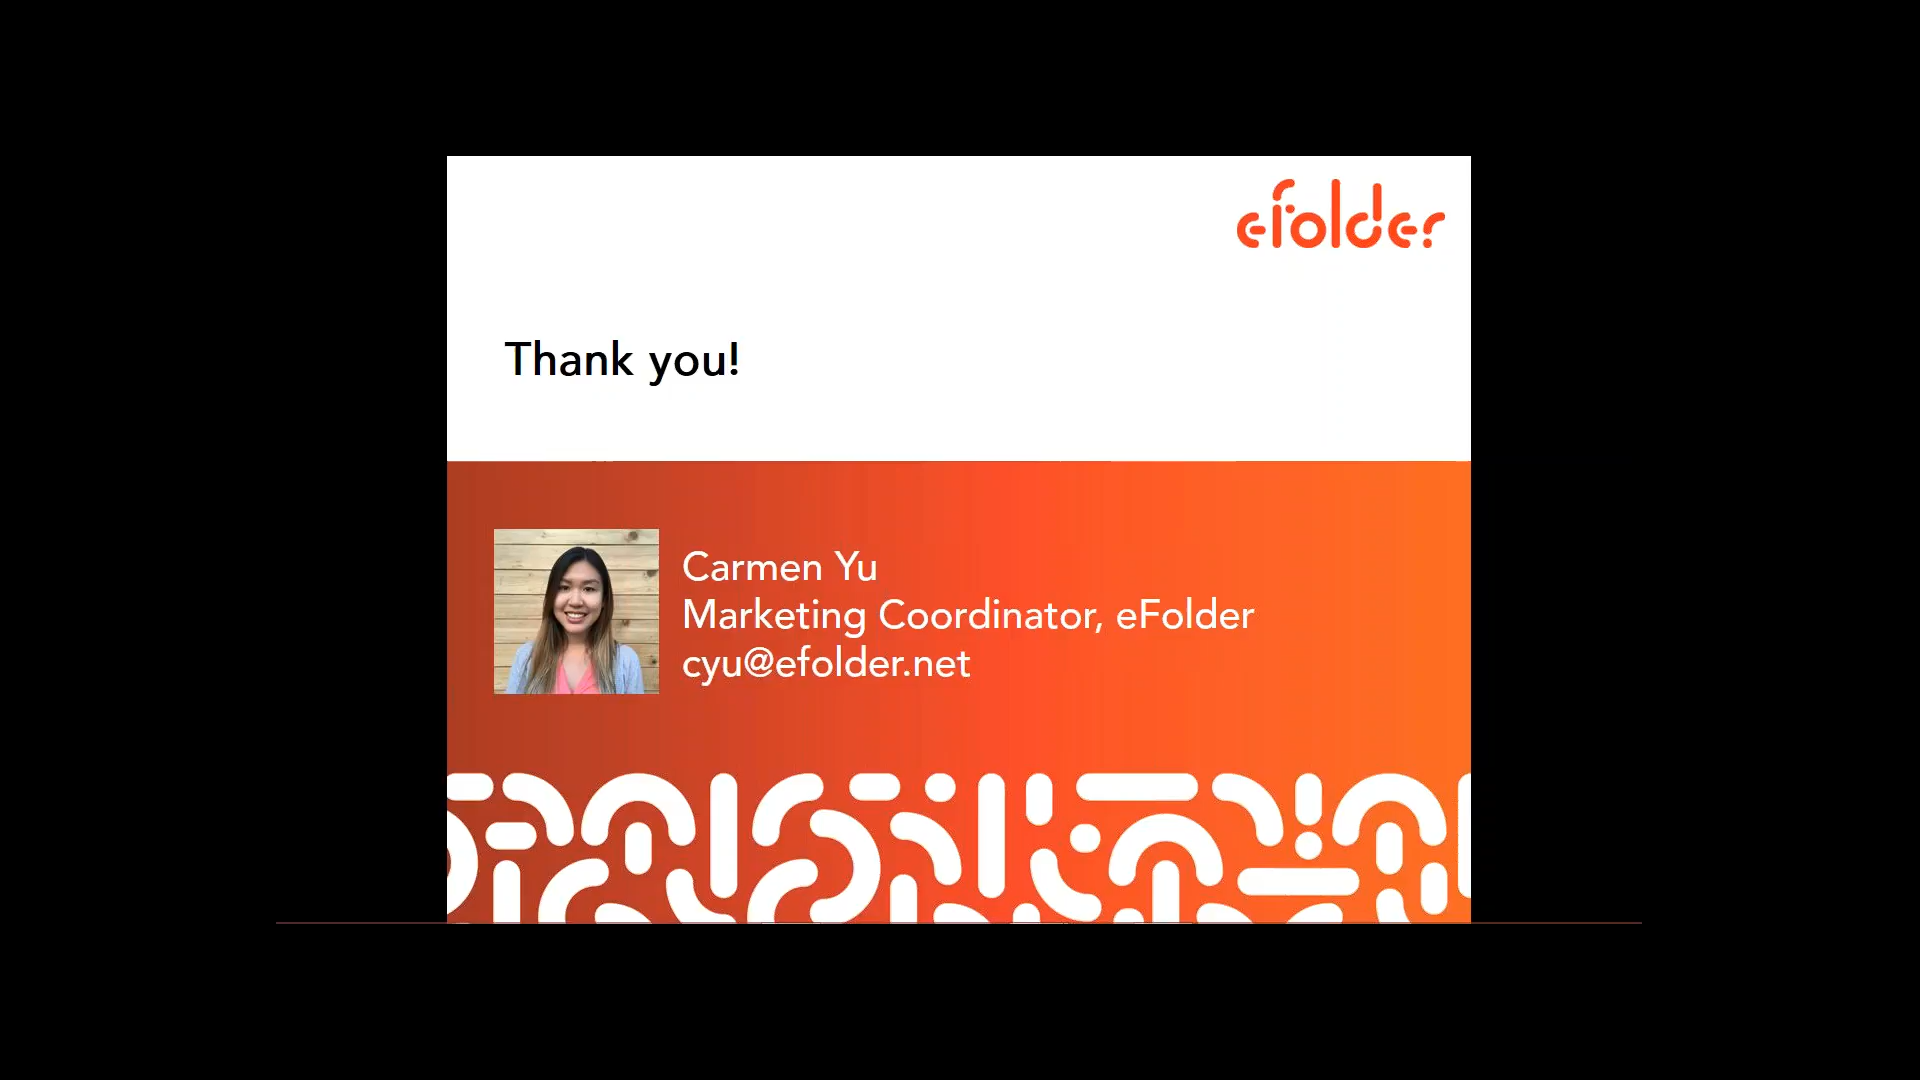 eFolder
Thank you!
Carmen Yu
Marketing Coordinator, eFolder
cyu@efolder.net